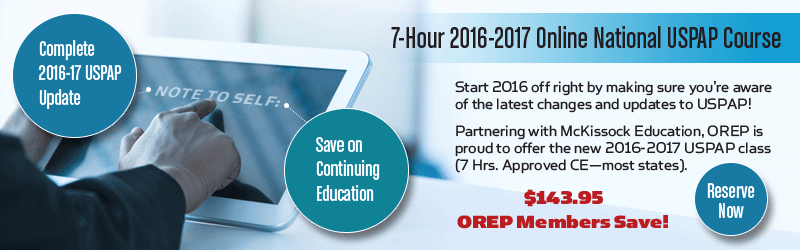 7-Hour 2016-2017 Online National USPAP Course
Complete
2016-17 USPAP
Update
NOTE TO SELF:
Save on
Continuing
Education
Start 2016 off right by making sure you're aware
of the latest changes and updates to USPAP!
Partnering with McKissock Education, OREP is
proud to offer the new 2016-2017 USPAP class
(7 Hrs. Approved CE—most states).
$143.95
OREP Members Save!
Reserve
Now